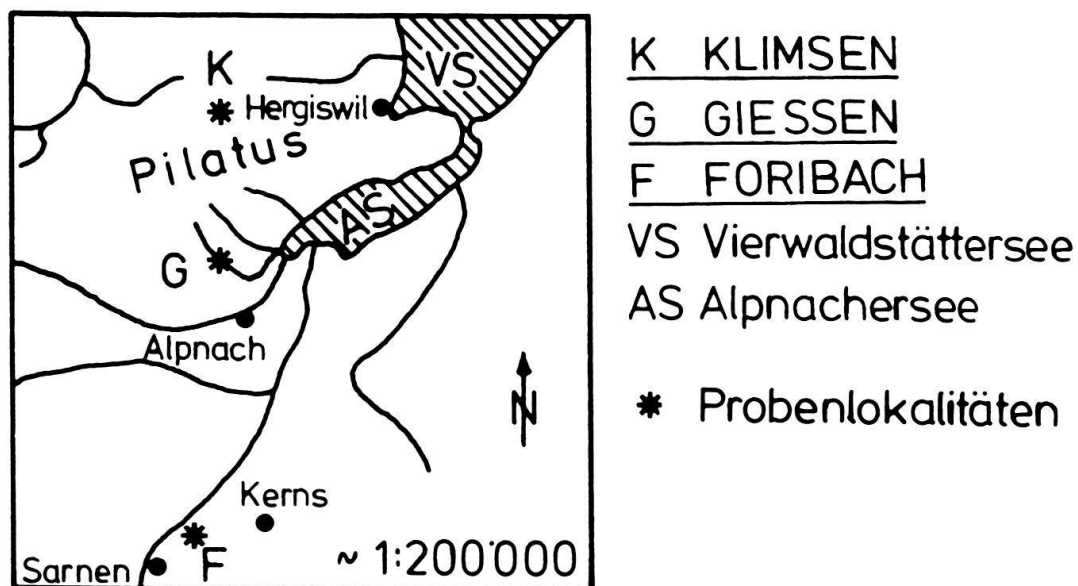 K
VS
Hergiswil
Pilatus
AS
G
Alpnach
N
Kerns
Sarnen
F
~ 1:200'000
K KLIMSEN
G GIESSEN
F FORIBACH
VS Vierwaldstättersee
AS Alpnachersee
* Probenlokalitäten